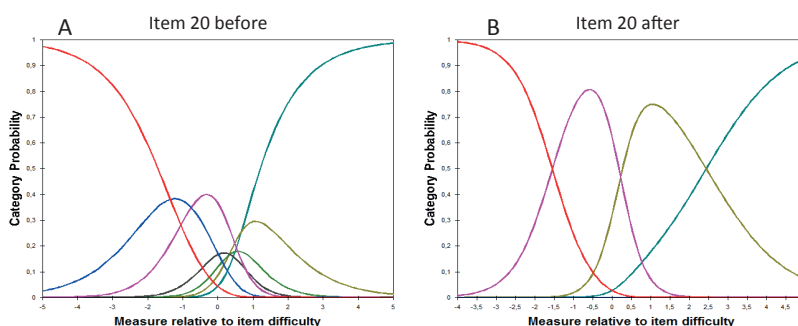 A Item 20 before
1
0,9
0,8
0,7
0,6
0,5
0,4
0,3
0,2
0,1
0
Category Probability
-5 -4 -3 -2 -1 0 1 2 3 4 5
Measure relative to item difficulty
B Item 20 after
1
0,9
0,8
0,7
0,6
0,5
0,4
0,3
0,2
0,1
0
Category Probability
-4 -3,5 -3 -2,5 -2 -1,5 -1 -0,5 0 0,5 1 1,5 2 2,5 3 3,5 4 4,5
Measure relative to item difficulty